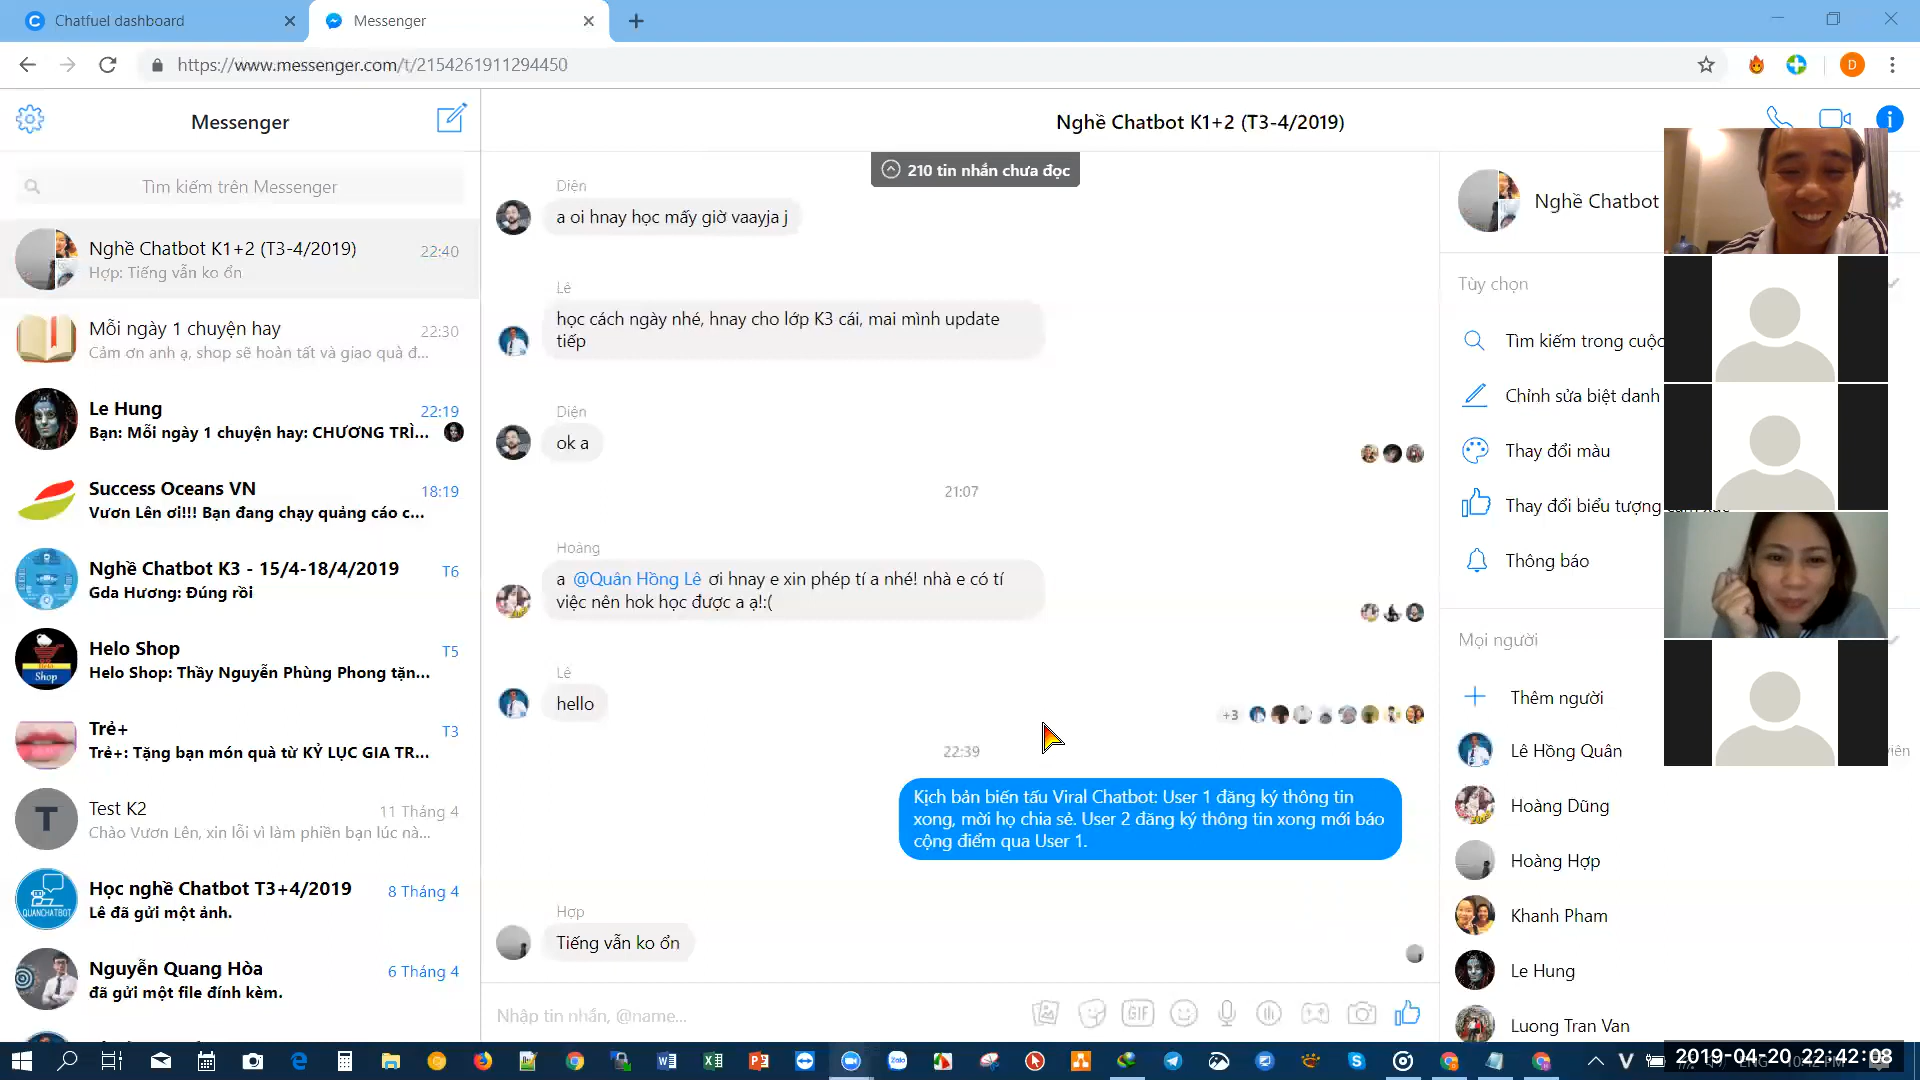 Chatfuel dashboard
Messenger
https://www.messenger.com/t/2154261911294450
D
Messenger
Tìm kiếm trên Messenger
Nghề Chatbot K1+2 (T3-4/2019)
22:40
Hợp: Tiếng vẫn ko ổn
Mỗi ngày 1 chuyện hay
22:30
Cảm ơn anh ạ, shop sẽ hoàn tất và giao quà đ...
Le Hung
22:19
Bạn: Mỗi ngày 1 chuyện hay: CHƯƠNG TRÌ...
Success Oceans VN
18:19
Vươn Lên ơi!!! Bạn đang chạy quảng cáo c...
Nghề Chatbot K3 - 15/4-18/4/2019
T6
Gda Hương: Đúng rồi
Helo Shop
T5
Helo Shop: Thầy Nguyễn Phùng Phong tặn...
Trẻ+
T3
Trẻ+: Tặng bạn món quà từ KỶ LỤC GIA TR...
T
Test K2
11 Tháng 4
Chào Vươn Lên, xin lỗi vì làm phiền bạn lúc nà...
Học nghề Chatbot T3+4/2019
8 Tháng 4
Lê đã gửi một ảnh.
QUANCHATBOT
Nguyễn Quang Hòa
6 Tháng 4
đã gửi một file đính kèm.
Nghề Chatbot K1+2 (T3-4/2019)
210 tin nhắn chưa đọc
Diện
a oi hnay học mấy giờ vaayja j
Lê
học cách ngày nhé, hnay cho lớp K3 cái, mai mình update
tiếp
Diện
ok a
21:07
Hoàng
a @Quân Hồng Lê ơi hnay e xin phép tí a nhé! nhà e có tí
việc nên hok học được a ạ!:(
Lê
hello
+3
22:39
Kịch bản biến tấu Viral Chatbot: User 1 đăng ký thông tin
xong, mời họ chia sẻ. User 2 đăng ký thông tin xong mới báo
cộng điểm qua User 1.
Hợp
Tiếng vẫn ko ổn
Nhập tin nhắn, @name...
GIF
Nghề Chatbot
Tùy chọn
Tìm kiếm trong cuộc
Chỉnh sửa biệt danh
Thay đổi màu
Thay đổi biểu tượng
Thông báo
Mọi người
Thêm người
Lê Hồng Quân
Hoàng Dũng
Hoàng Hợp
Khanh Pham
Le Hung
Luong Tran Van
2019-04-20 22:42:08